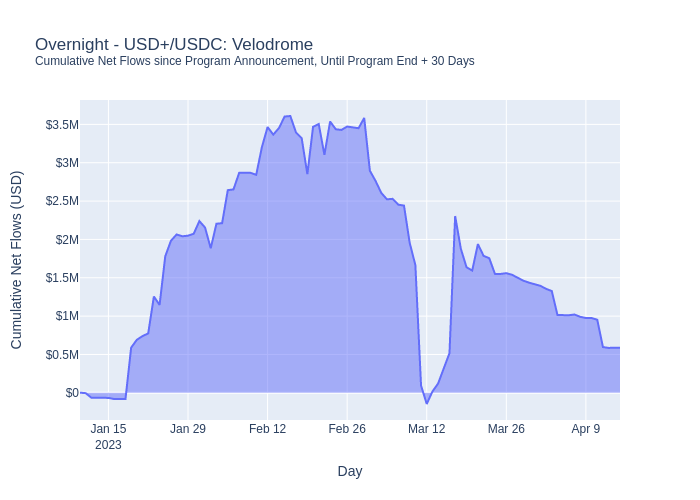 Overnight - USD+/USDC: Velodrome
Cumulative Net Flows since Program Announcement, Until Program End + 30 Days
Cumulative Net Flows (USD)
$3.5M
$3M
$2.5M
$2M
$1.5M
$1M
$0.5M
$0
Jan 15 Jan 29 Feb 12 Feb 26 Mar 12 Mar 26 Apr 9
2023
Day